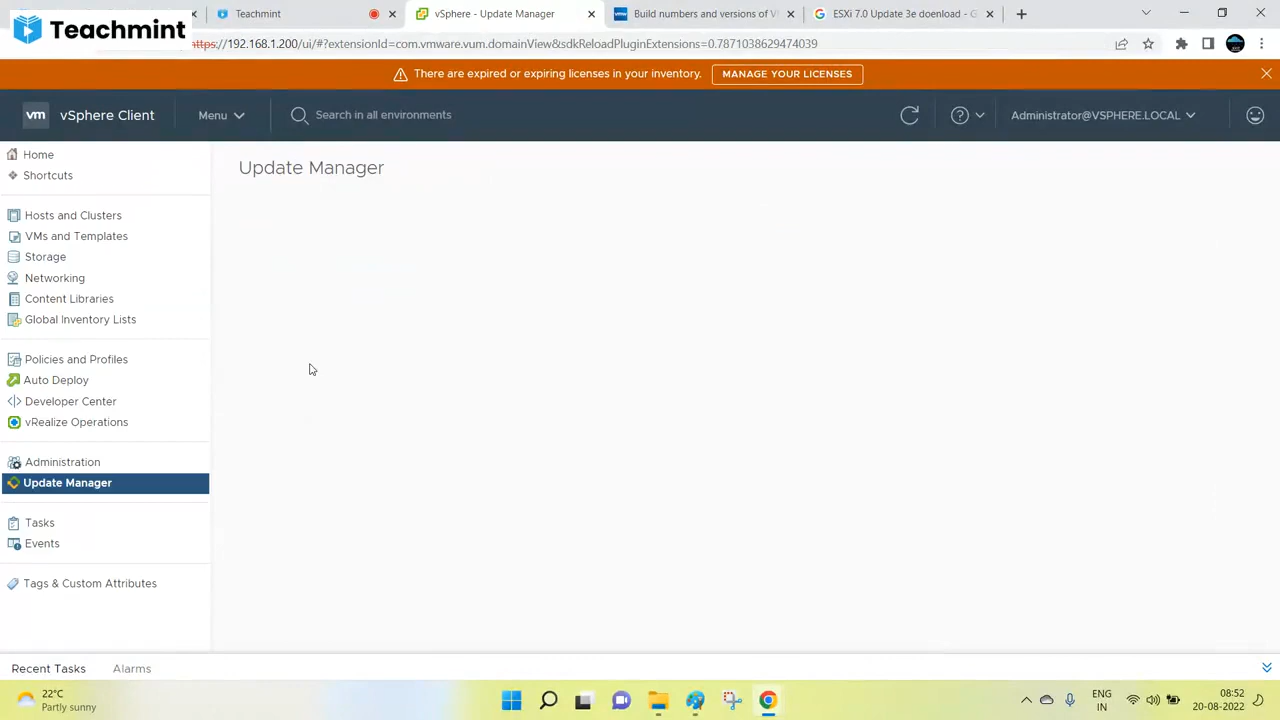 Teachmint
Teachmint
vSphere - Update Manager
Build numbers and versions of V
ESXi 7.0 Update 3e donload - G
https://192.168.1.200/ui/#?extensionId=com.vmware.vum.domainView&sdkReloadPluginExtensions=0.7871038629474039
There are expired or expiring licenses in your inventory.
MANAGE YOUR LICENSES
vm vSphere Client
Menu
Search in all environments
Administrator@VSPHERE.LOCAL
Home
Shortcuts
Update Manager
Hosts and Clusters
VMs and Templates
Storage
Networking
Content Libraries
Global Inventory Lists
Policies and Profiles
Auto Deploy
Developer Center
vRealize Operations
Administration
Update Manager
Tasks
Events
Tags & Custom Attributes
Recent Tasks
Alarms
22°C
Partly sunny
ENG
IN
08:52
20-08-2022